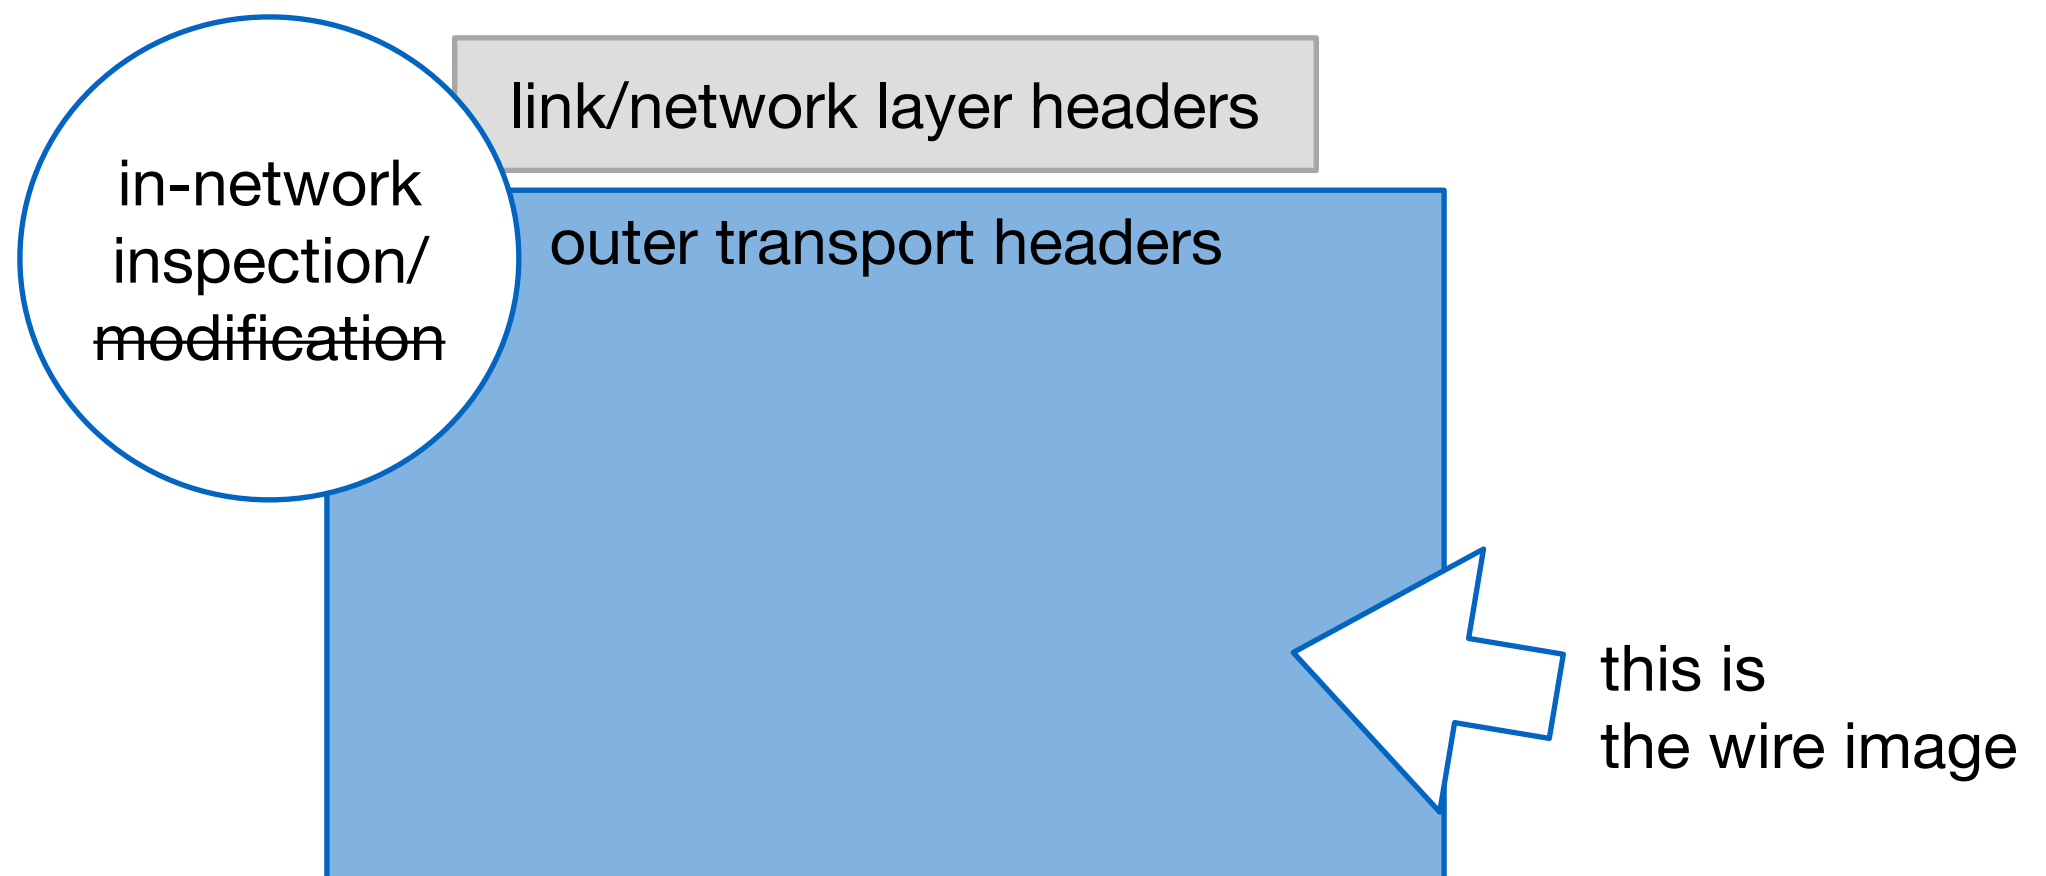 link/network layer headers
in-network
inspection/
modification
outer transport headers
this is
the wire image